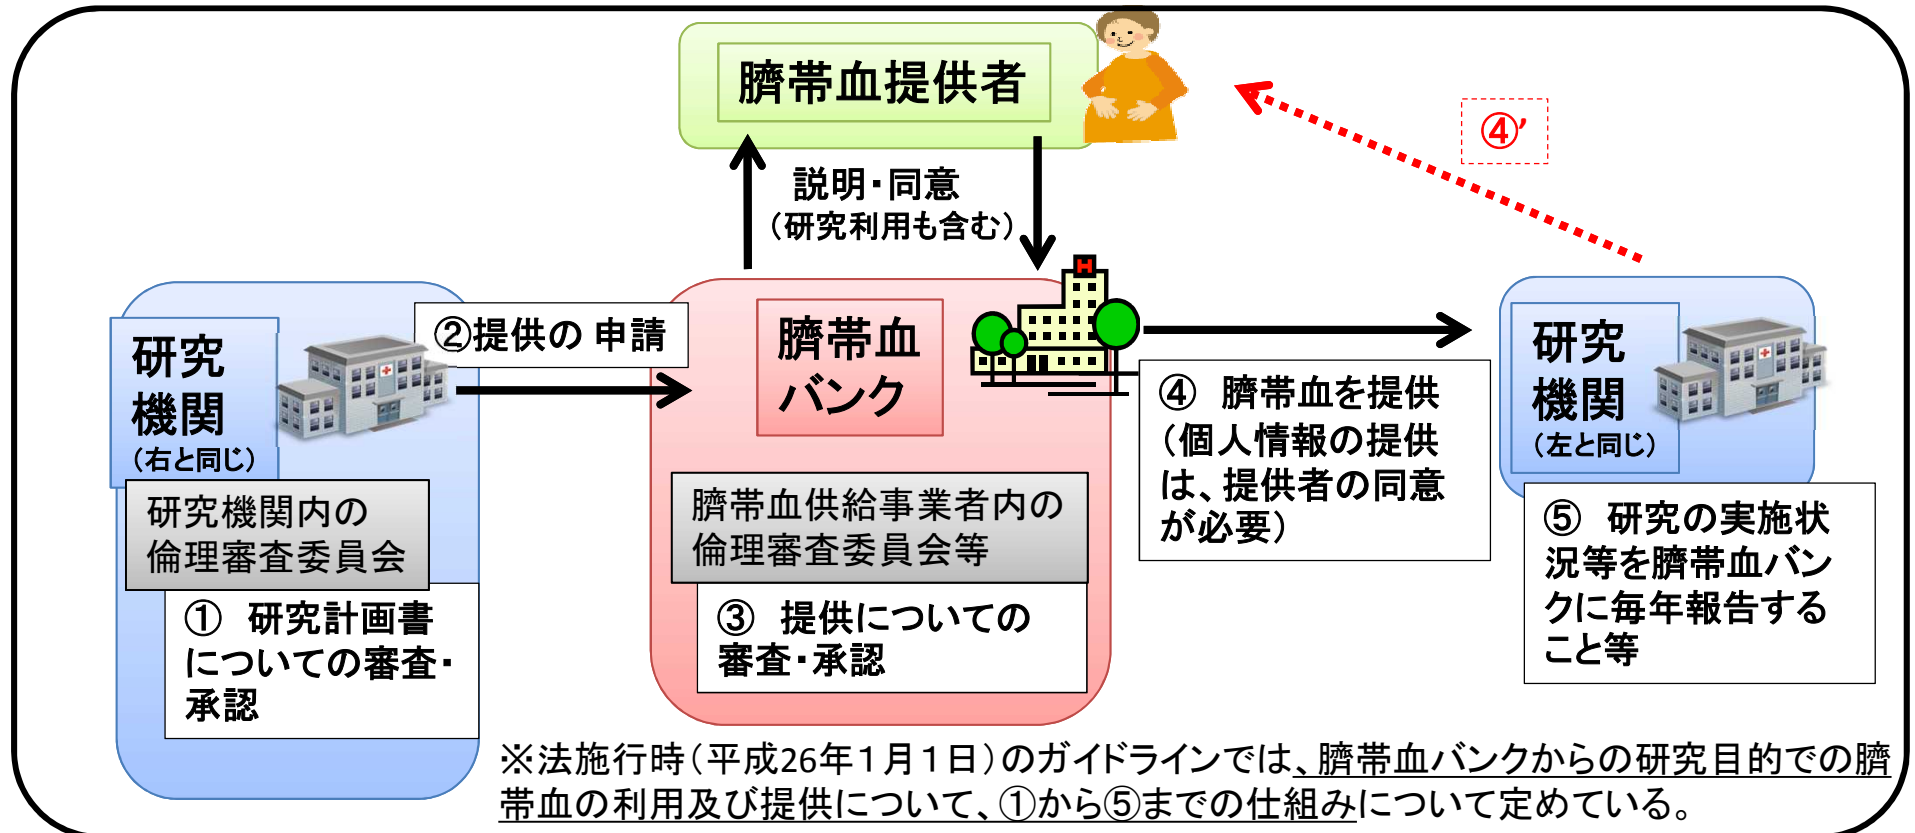 臍帯血提供者
④’
説明・同意
（研究利用も含む）
研究
機関
（右と同じ）
②提供の 申請
臍帯血
バンク
H
研究
機関
（左と同じ）
④　臍帯血を提供
（個人情報の提供
は、提供者の同意
が必要）
研究機関内の
倫理審査委員会
①　研究計画書
についての審査・
承認
臍帯血供給事業者内の
倫理審査委員会等
③　提供についての
審査・承認
⑤　研究の実施状
況等を臍帯血バン
クに毎年報告する
こと等
※法施行時（平成26年１月１日）のガイドラインでは、臍帯血バンクからの研究目的での臍
帯血の利用及び提供について、①から⑤までの仕組みについて定めている。